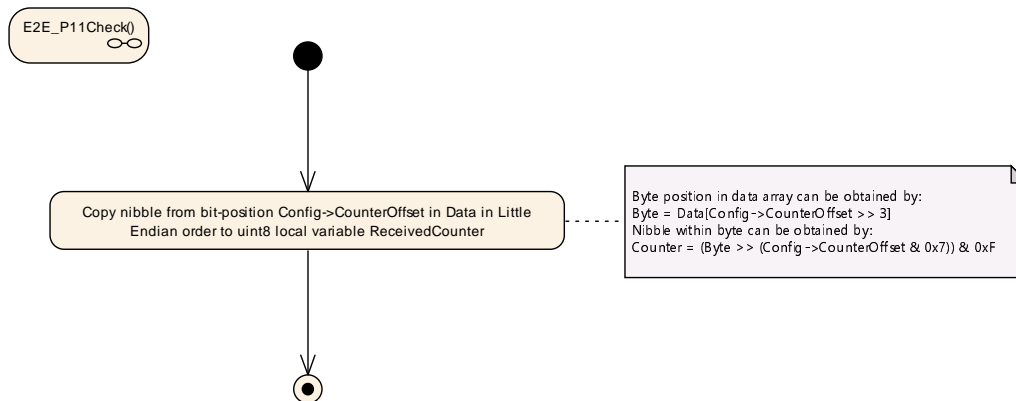 E2E_P11Check()
Copy nibble from bit-position Config->CounterOffset in Data in Little
Endian order to uint8 local variable ReceivedCounter
Byte position in data array can be obtained by:
Byte = Data[Config->CounterOffset >> 3]
Nibble within byte can be obtained by:
Counter = (Byte >> (Config->CounterOffset & 0x7)) & 0xF